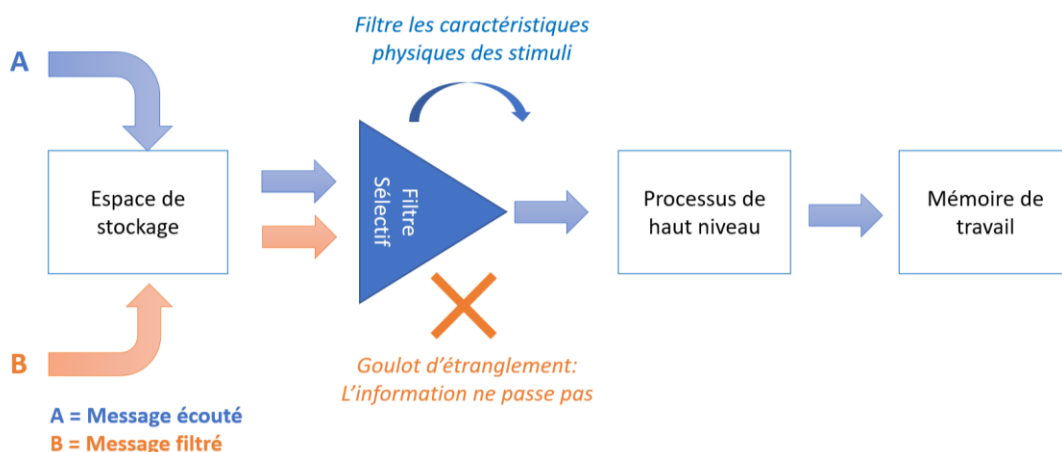 Filtre les caractéristiques
physiques des stimuli
A
Espace de
stockage
Filtre
Sélectif
Processus de
haut niveau
Mémoire de
travail
B
Goulot d'étranglement:
L'information ne passe pas
A = Message écouté
B = Message filtré